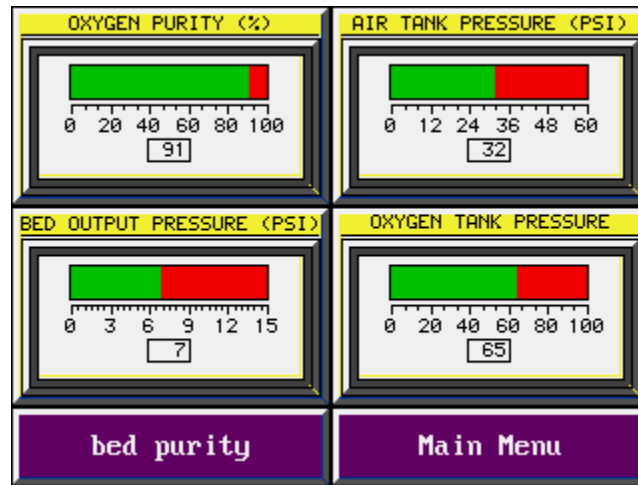 OXYGEN PURITY (%)
0 20 40 60 80 100
91
AIR TANK PRESSURE (PSI)
0 12 24 36 48 60
32
BED OUTPUT PRESSURE (PSI)
0 3 6 9 12 15
7
OXYGEN TANK PRESSURE
0 20 40 60 80 100
65
bed purity
Main Menu